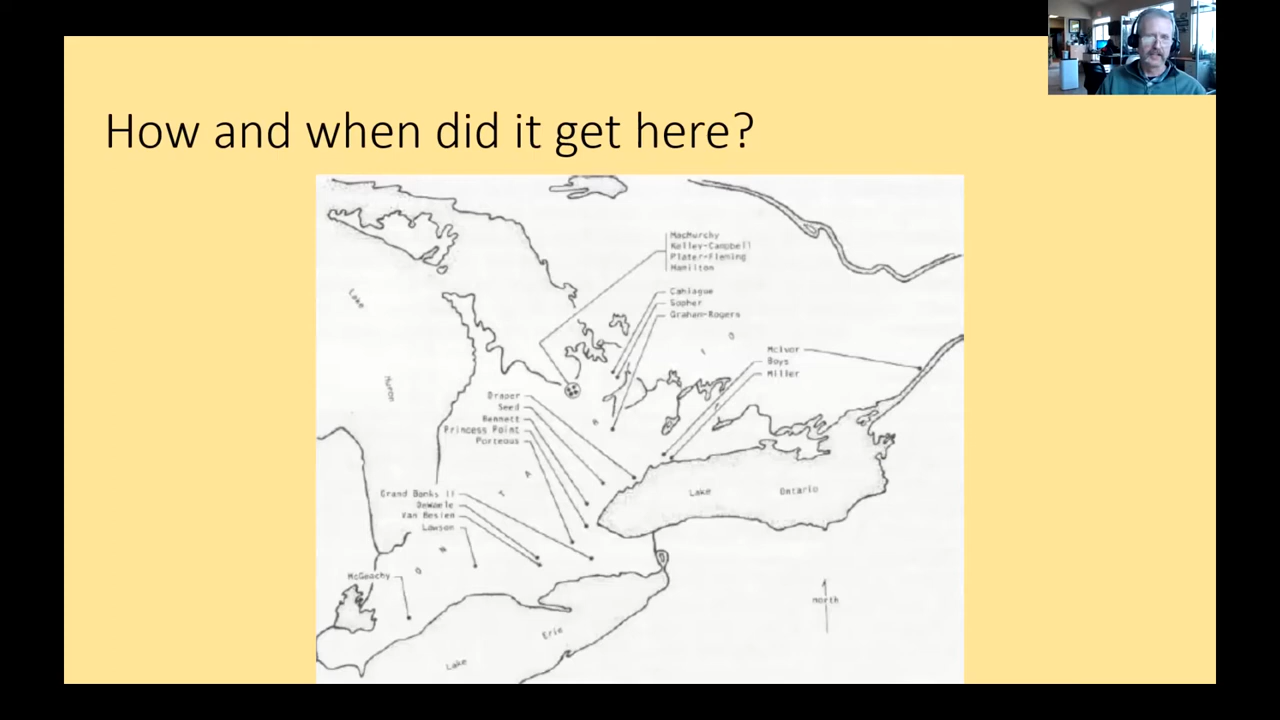 How and when did it get here?
MacMurchy
Kelley-Campbell
Plater-Fleming
Hamilton
Cahiague
Sopher
Graham-Rogers
McIvor
Boys
Miller
Draper
Seed
Bennett
Princess Point
Porteous
Grand Banks II
DeWaele
Van Besien
Lawson
McGeachy
Lake
Huron
O N T A R I O
Lake Ontario
north
Lake Erie